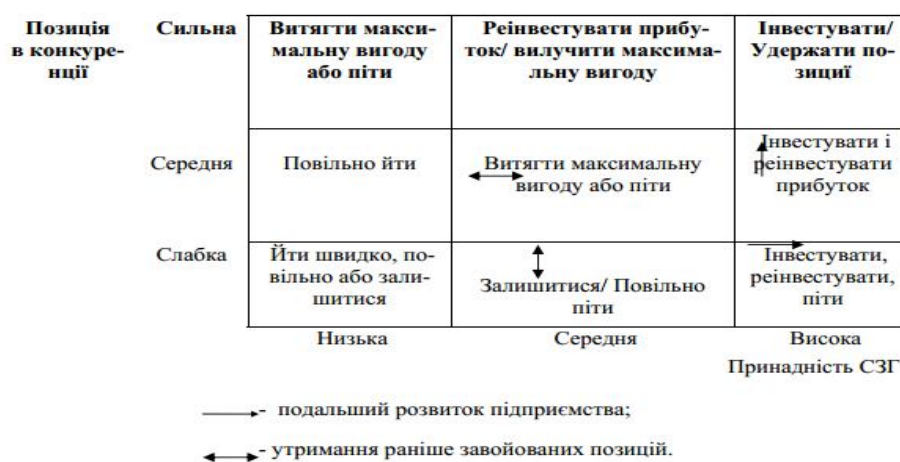 Позиція
в конкуре-
нції
Сильна
Витягти макси-
мальну вигоду
або піти
Реінвестувати прибу-
ток/ вилучити максима-
льну вигоду
Інвестувати/
Удержати по-
зициї
Середня
Повільно йти
Витягти максимальну
вигоду або піти
Інвестувати і
реінвестувати
прибуток
Слабка
Йти швидко, по-
вільно або зали-
шитися
Залишитися/ Повільно
піти
Інвестувати,
реінвестувати,
піти
Низька
Середня
Висока
Принадність СЗГ
- подальший розвиток підприємства;
- утримання раніше завойованих позицій.